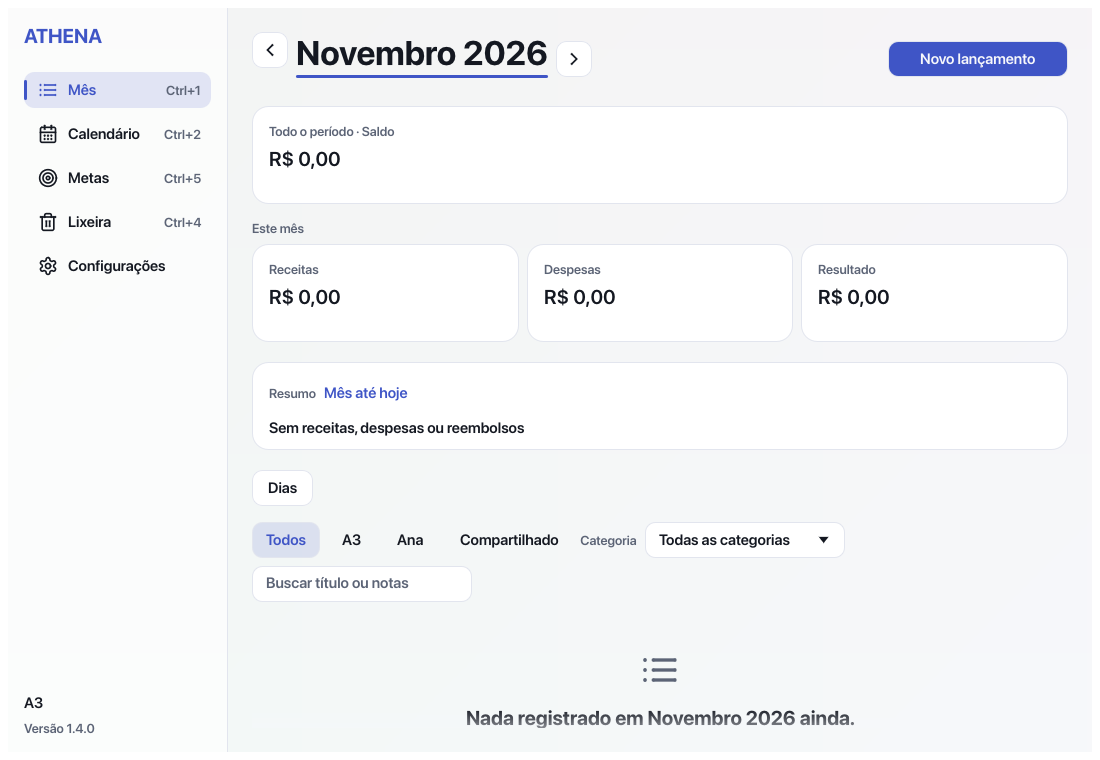 ATHENA
Mês Ctrl+1
Calendário Ctrl+2
Metas Ctrl+5
Lixeira Ctrl+4
Configurações
A3
Versão 1.4.0
Novembro 2026
Novo lançamento
Todo o período · Saldo
R$ 0,00
Este mês
Receitas
R$ 0,00
Despesas
R$ 0,00
Resultado
R$ 0,00
Resumo Mês até hoje
Sem receitas, despesas ou reembolsos
Dias
Todos A3 Ana Compartilhado Categoria Todas as categorias
Buscar título ou notas
Nada registrado em Novembro 2026 ainda.